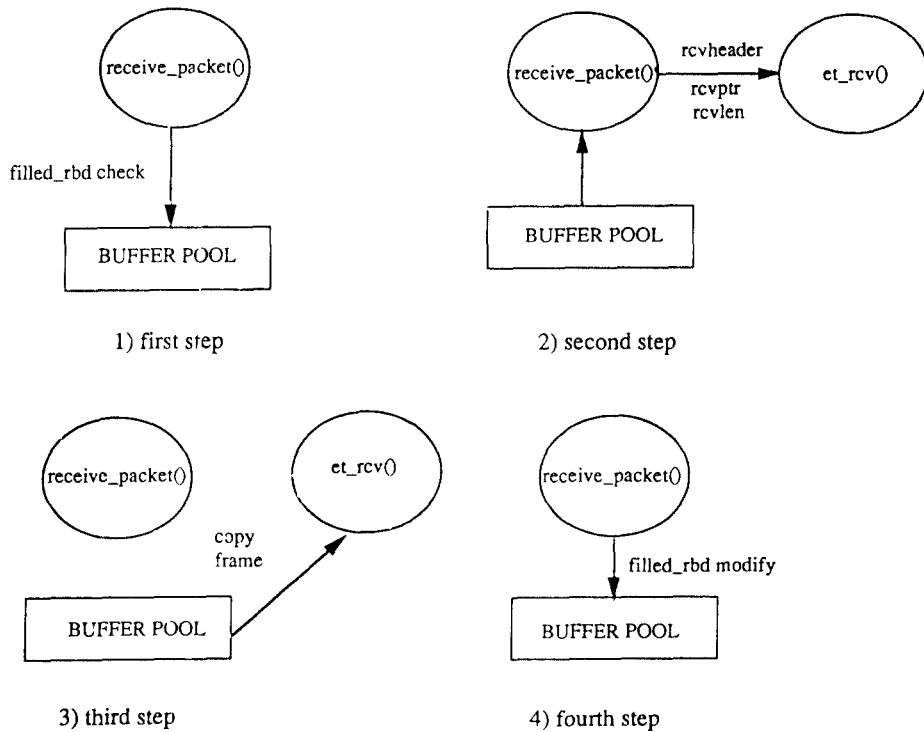 receive_packet()
filled_rbd check
BUFFER POOL
1) first step
receive_packet()
rcvheader
rcvptr
rcvlen
et_rcv()
BUFFER POOL
2) second step
receive_packet()
et_rcv()
copy
frame
BUFFER POOL
3) third step
receive_packet()
filled_rbd modify
BUFFER POOL
4) fourth step